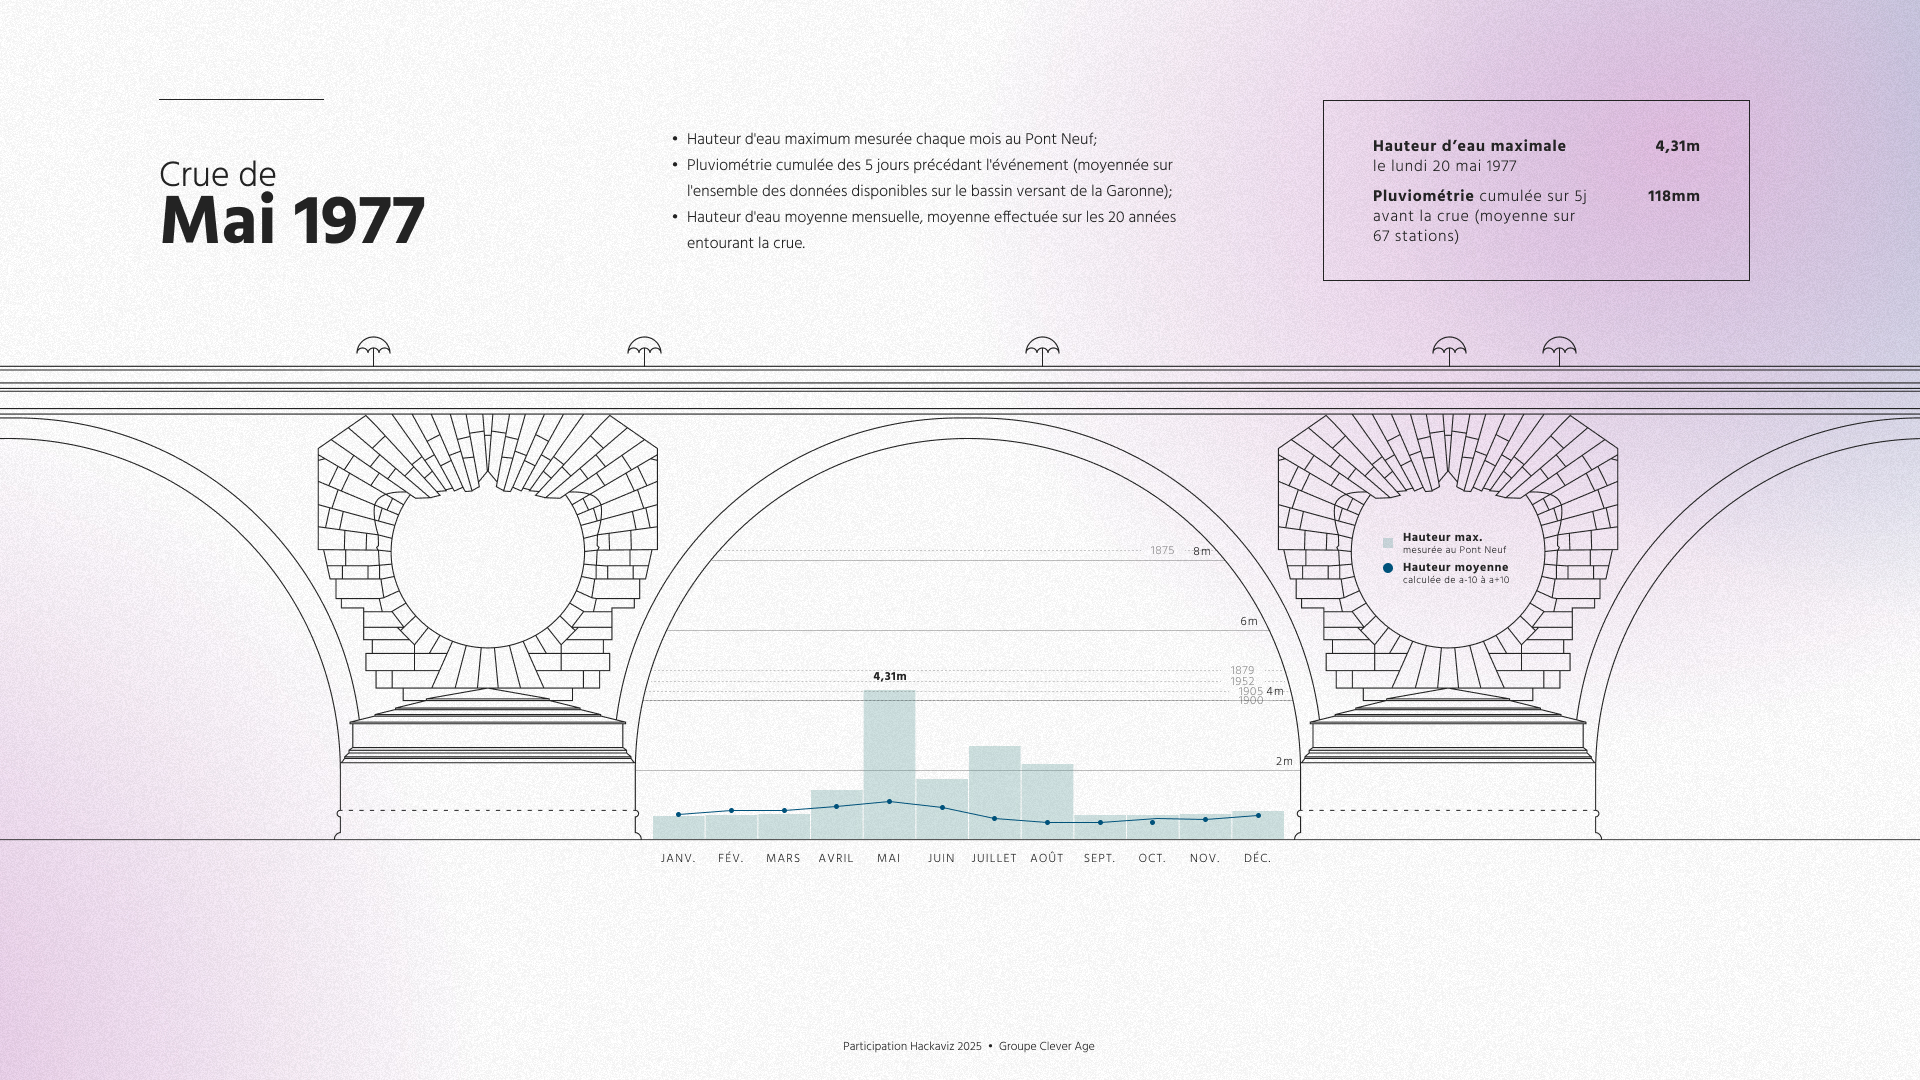 Crue de
Mai 1977
• Hauteur d'eau maximum mesurée chaque mois au Pont Neuf;
• Pluviométrie cumulée des 5 jours précédant l'événement (moyennée sur
l'ensemble des données disponibles sur le bassin versant de la Garonne);
• Hauteur d'eau moyenne mensuelle, moyenne effectuée sur les 20 années
entourant la crue.
Hauteur d’eau maximale 4,31m
le lundi 20 mai 1977
Pluviométrie cumulée sur 5j 118mm
avant la crue (moyenne sur
67 stations)
Hauteur max.
mesurée au Pont Neuf
Hauteur moyenne
calculée de a-10 à a+10
1875 8m
6m
1879
4,31m
1952
1905 4m
1900
2m
JANV. FÉV. MARS AVRIL MAI JUIN JUILLET AOÛT SEPT. OCT. NOV. DÉC.
Participation Hackaviz 2025 • Groupe Clever Age